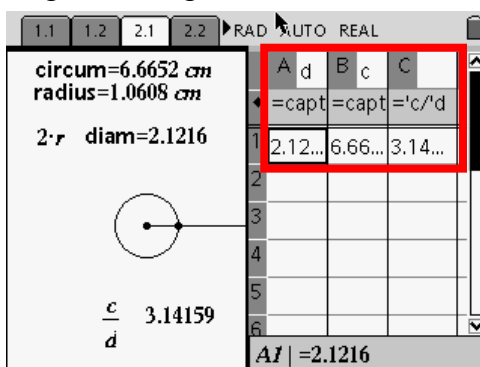 1.1 1.2 2.1 2.2 RAD AUTO REAL
circum=6.6652 cm
radius=1.0608 cm
2·r diam=2.1216
c
d
3.14159
A d B c C
=capt =capt ='c/'d
1 2.12... 6.66... 3.14...
2
3
4
5
6
A1 | =2.1216